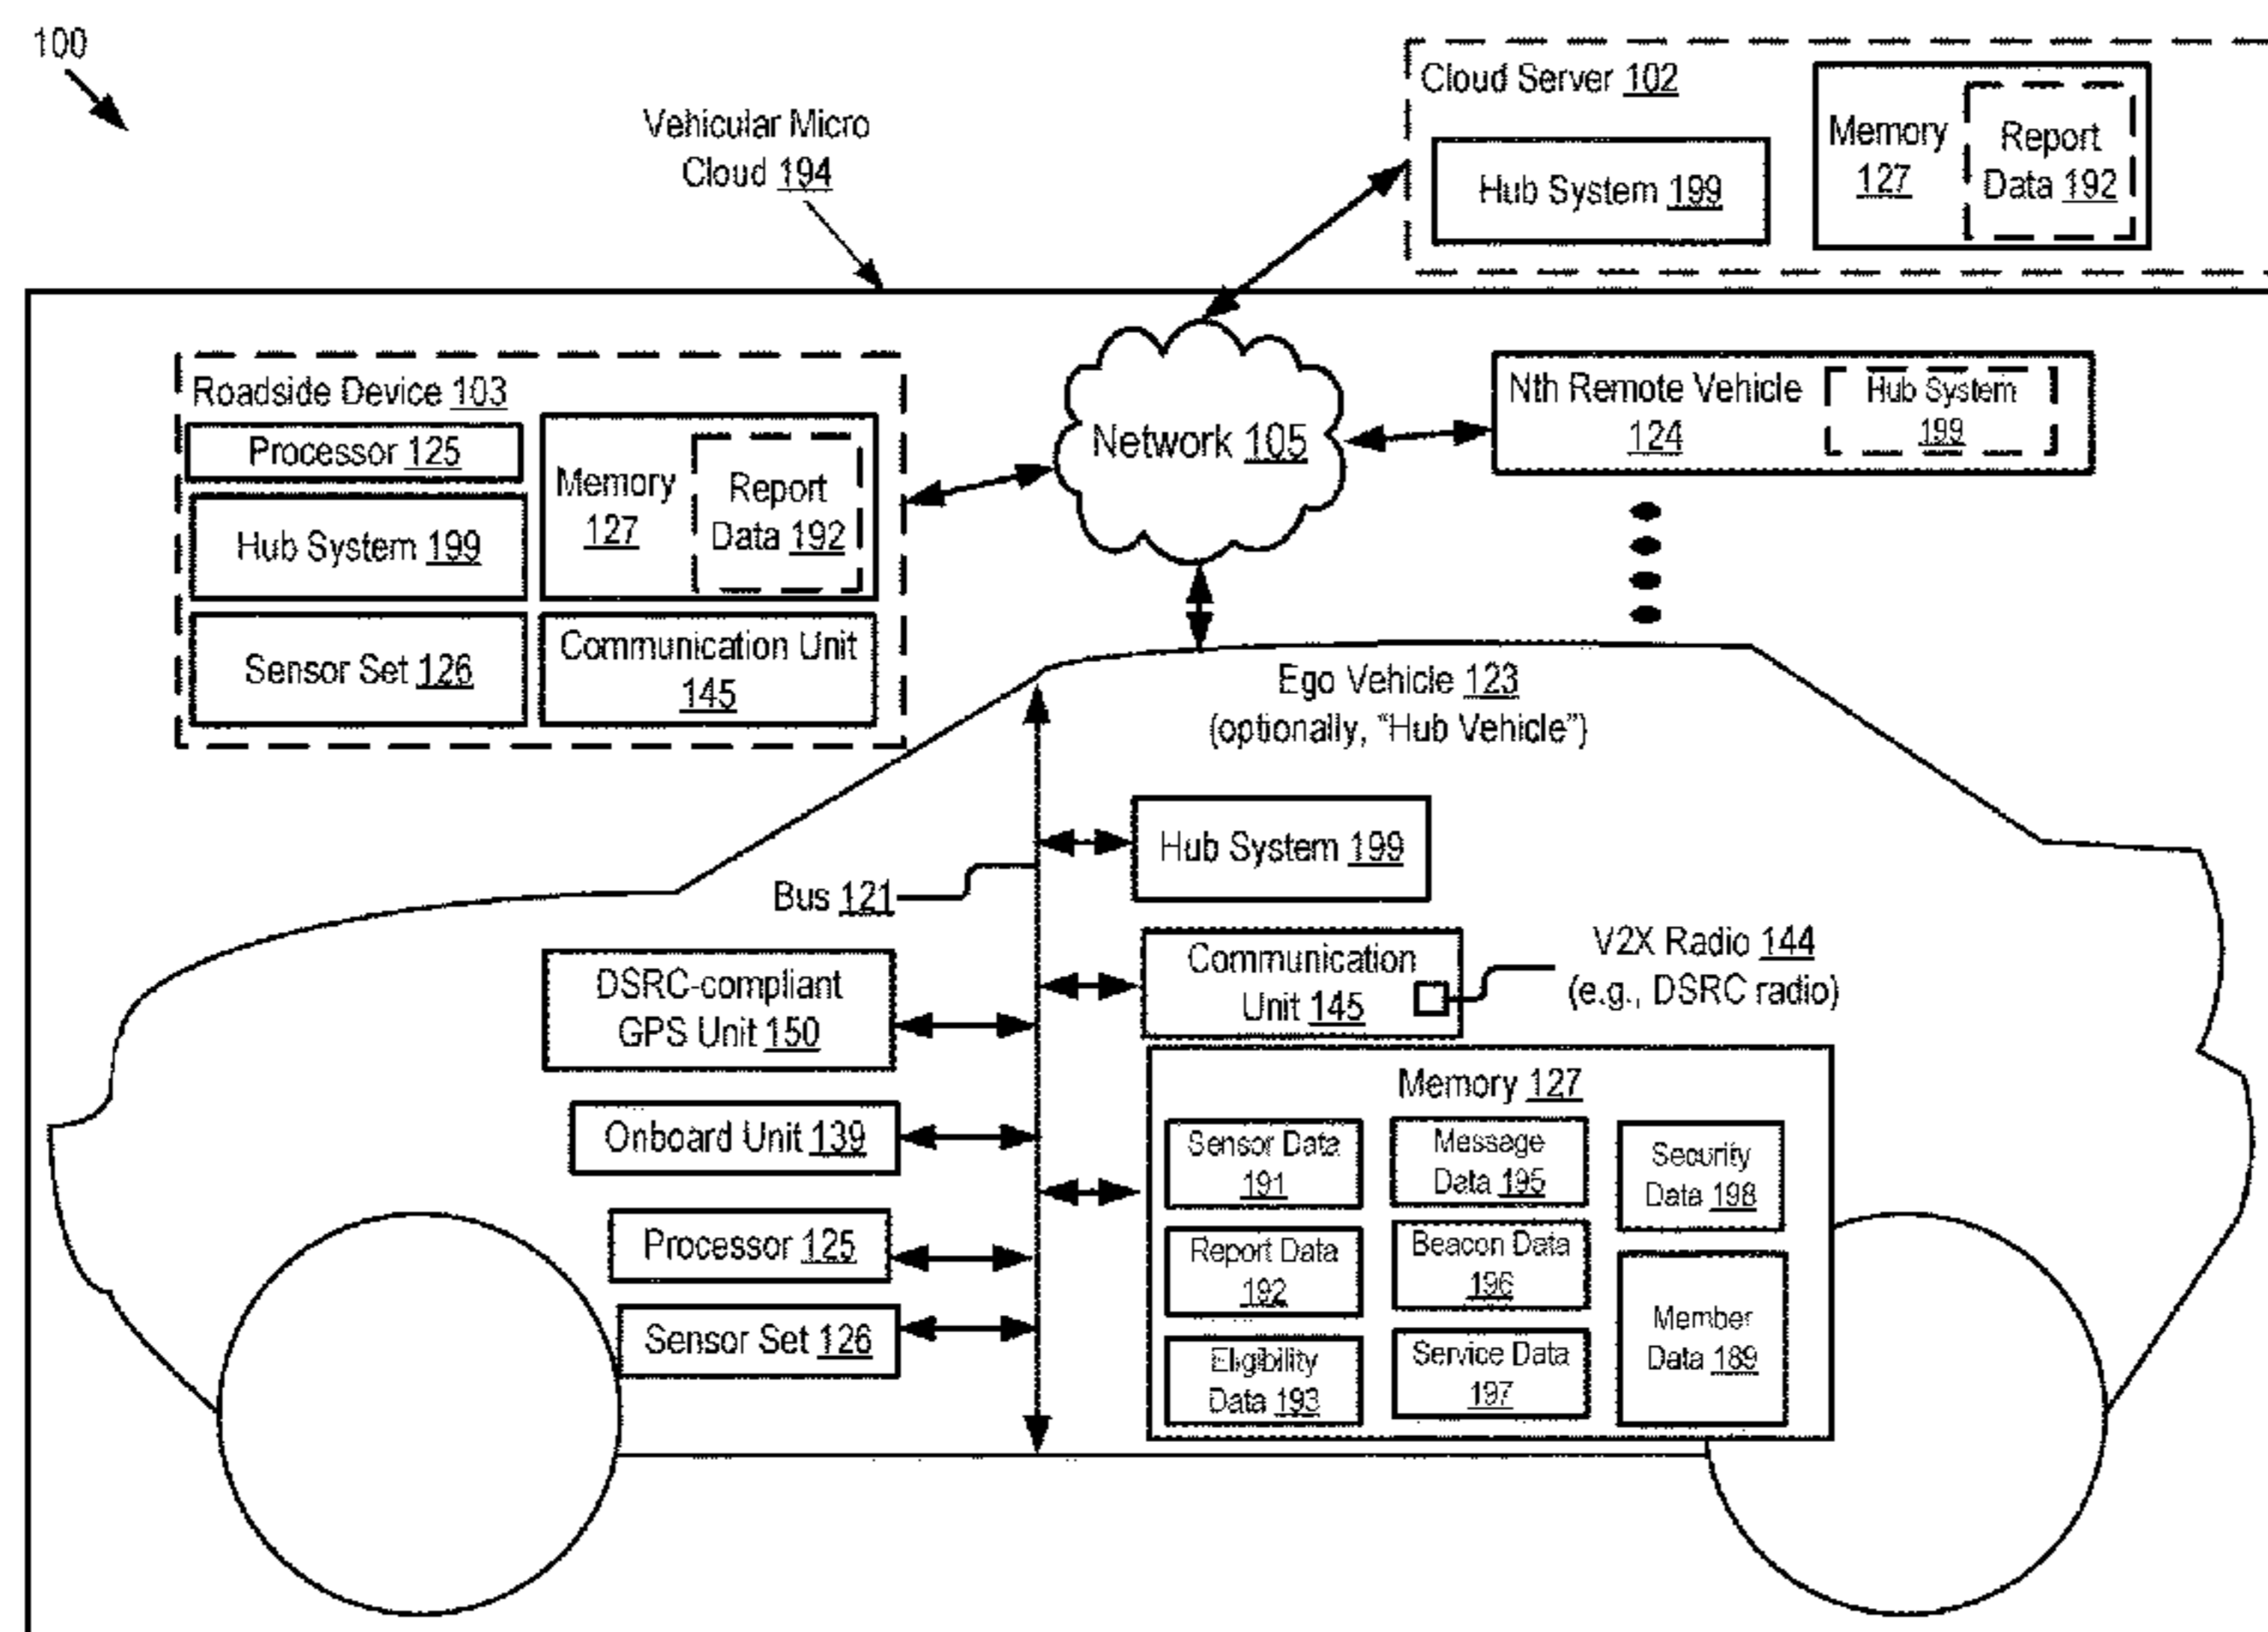 100
Vehicular Micro
Cloud 194
Cloud Server 102
Hub System 199
Memory
127
Report
Data 192
Roadside Device 103
Processor 125
Hub System 199
Sensor Set 126
Memory
127
Report
Data 192
Communication Unit
145
Network 105
Nth Remote Vehicle
124
Hub System
199
Ego Vehicle 123
(optionally, “Hub Vehicle”)
Hub System 199
Bus 121
Communication
Unit 145
V2X Radio 144
(e.g., DSRC radio)
DSRC-compliant
GPS Unit 150
Onboard Unit 139
Processor 125
Sensor Set 126
Memory 127
Sensor Data
191
Message
Data 195
Security
Data 198
Report Data
192
Beacon Data
196
Member
Data 189
Eligibility
Data 193
Service Data
197